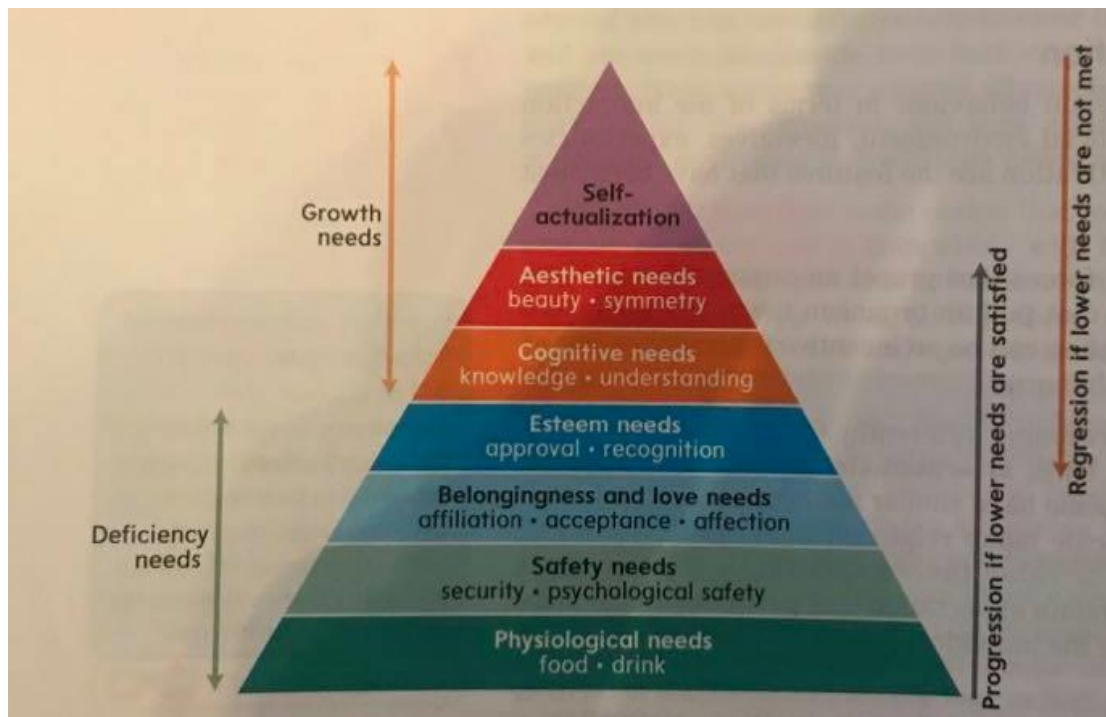 Growth
needs
Deficiency
needs
Self-
actualization
Aesthetic needs
beauty • symmetry
Cognitive needs
knowledge • understanding
Esteem needs
approval • recognition
Belongingness and love needs
affiliation • acceptance • affection
Safety needs
security • psychological safety
Physiological needs
food • drink
Progression if lower needs are satisfied
Regression if lower needs are not met